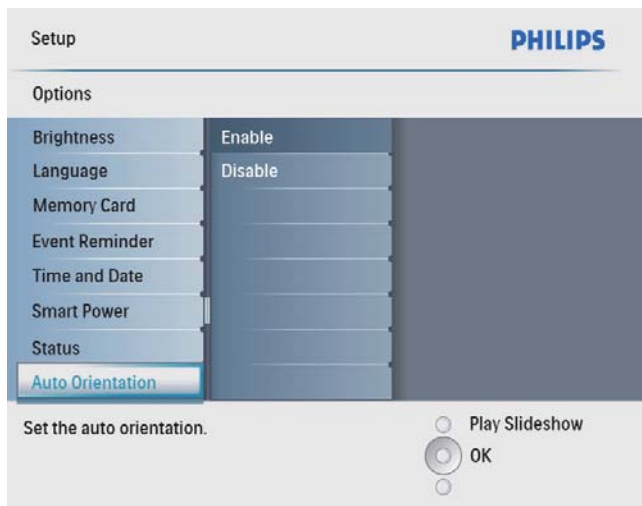 Setup
PHILIPS
Options
Brightness
Enable
Language
Disable
Memory Card
Event Reminder
Time and Date
Smart Power
Status
Auto Orientation
Set the auto orientation.
Play Slideshow
OK